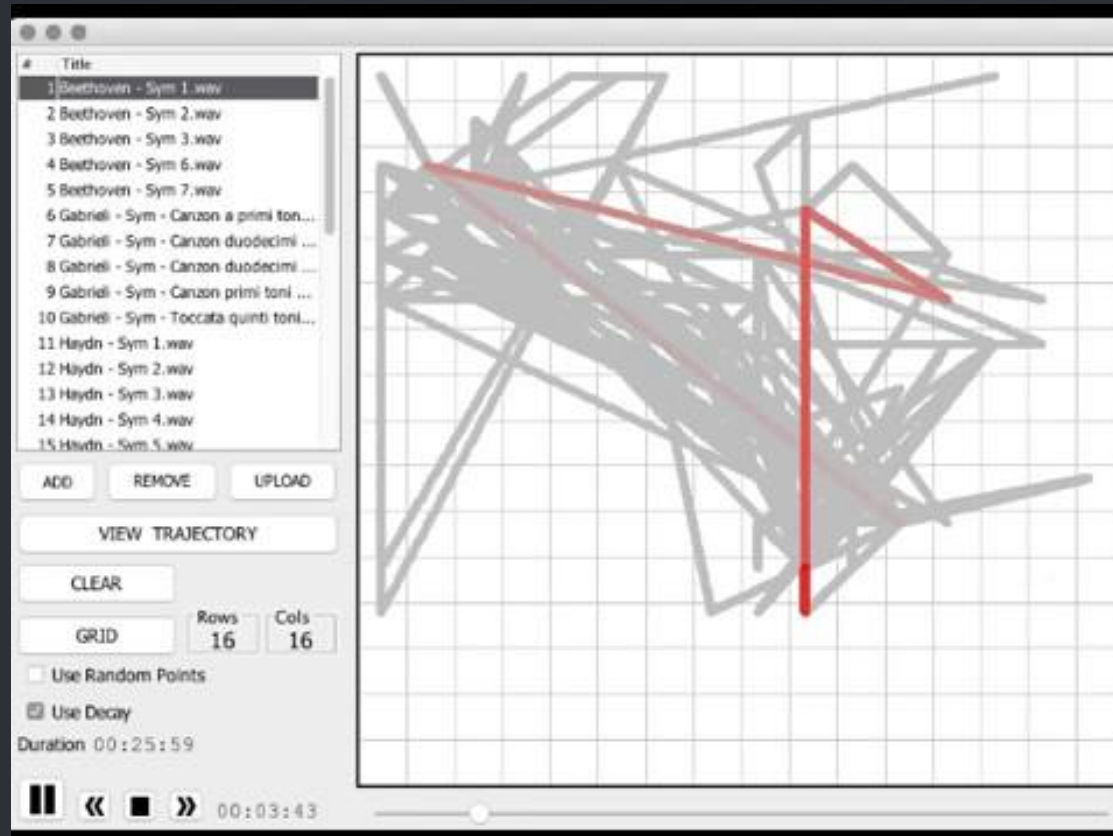 # Title
1 Beethoven - Sym 1.wav
2 Beethoven - Sym 2.wav
3 Beethoven - Sym 3.wav
4 Beethoven - Sym 6.wav
5 Beethoven - Sym 7.wav
6 Gabrieli - Sym - Canzon a primi ton...
7 Gabrieli - Sym - Canzon duodecimi ...
8 Gabrieli - Sym - Canzon duodecimi ...
9 Gabrieli - Sym - Canzon primi toni ...
10 Gabrieli - Sym - Toccata quinti toni...
11 Haydn - Sym 1.wav
12 Haydn - Sym 2.wav
13 Haydn - Sym 3.wav
14 Haydn - Sym 4.wav
15 Haydn - Sym 5.wav
ADD REMOVE UPLOAD
VIEW TRAJECTORY
CLEAR
Rows Cols
GRID 16 16
Use Random Points
Use Decay
Duration 00:25:59
00:03:43